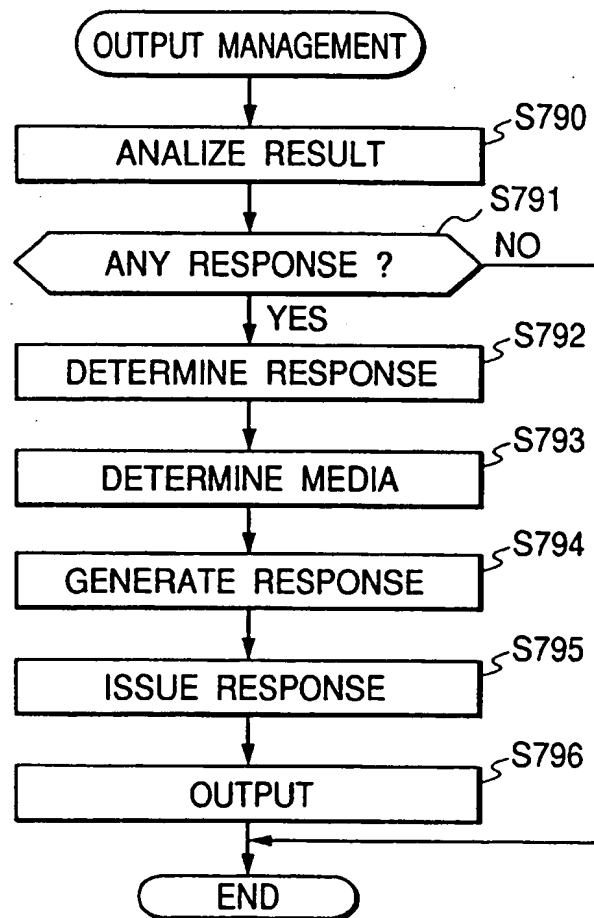 OUTPUT MANAGEMENT
S790
ANALIZE RESULT
S791
ANY RESPONSE ?
NO
YES
S792
DETERMINE RESPONSE
S793
DETERMINE MEDIA
S794
GENERATE RESPONSE
S795
ISSUE RESPONSE
S796
OUTPUT
END